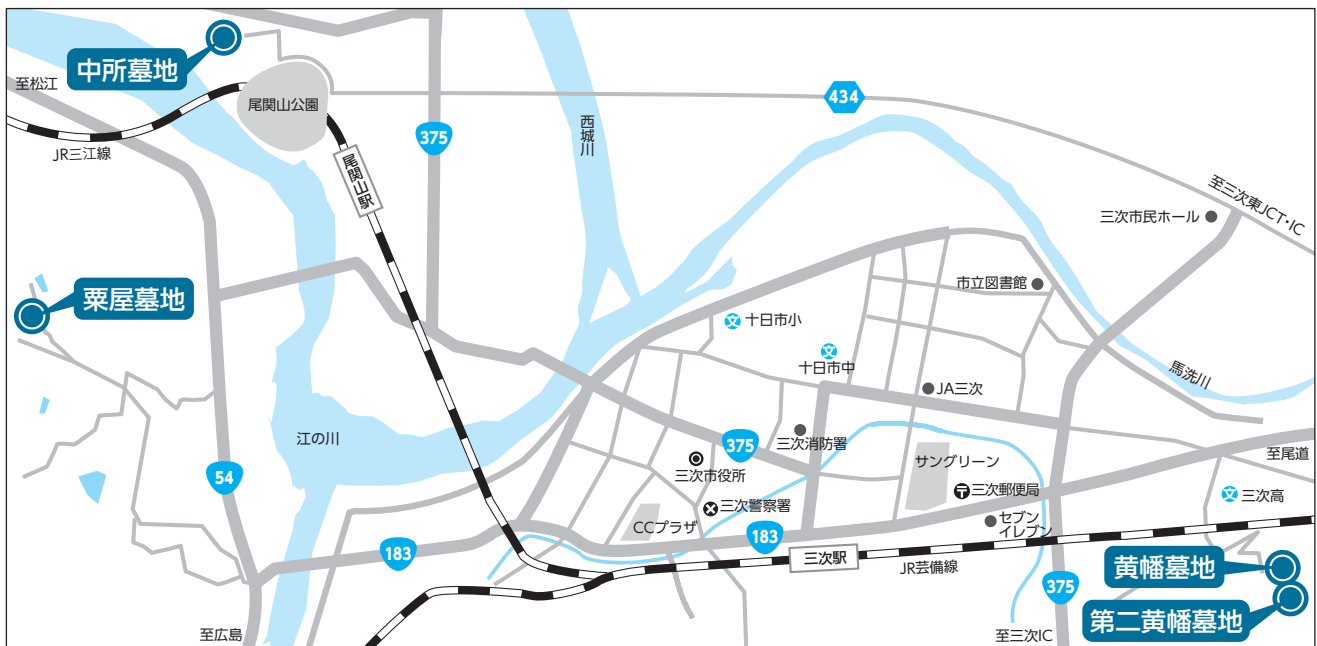 中所墓地
至松江
尾関山公園
434
375
西城川
JR三江線
尾関山駅
至三次東JCT・IC
三次市民ホール
市立図書館
粟屋墓地
十日市小
十日市中
馬洗川
JA三次
江の川
三次消防署
375
サングリーン
至尾道
三次市役所
54
三次郵便局
三次高
三次警察署
CCプラザ
セブン
イレブン
183
183
三次駅
JR芸備線
黄幡墓地
375
第二黄幡墓地
至広島
至三次IC